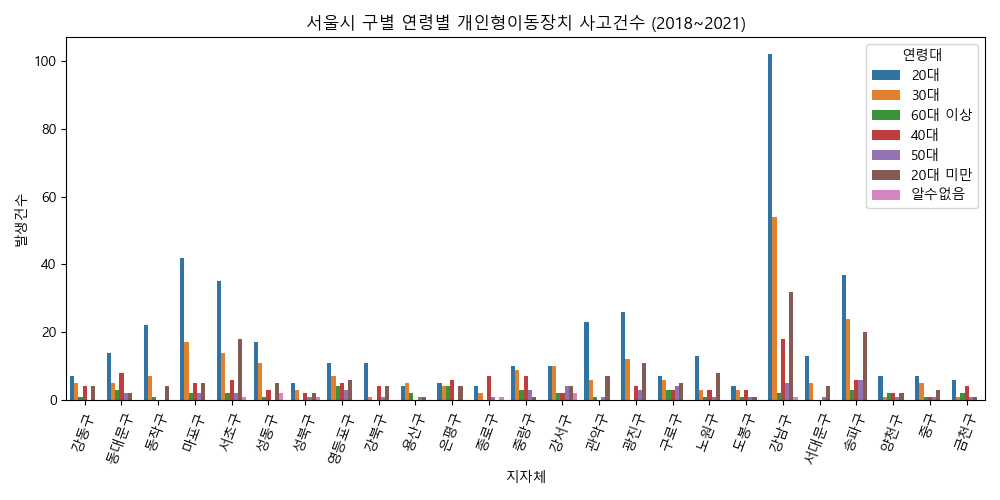 서울시 구별 연령별 개인형이동장치 사고건수 (2018~2021)
연령대
20대
30대
60대 이상
40대
50대
20대 미만
알수없음
발생건수
100
80
60
40
20
0
강동구
동대문구
동작구
마포구
서초구
성동구
성북구
영등포구
강북구
용산구
은평구
종로구
중랑구
강서구
관악구
광진구
구로구
노원구
도봉구
강남구
서대문구
송파구
양천구
중구
금천구
지자체